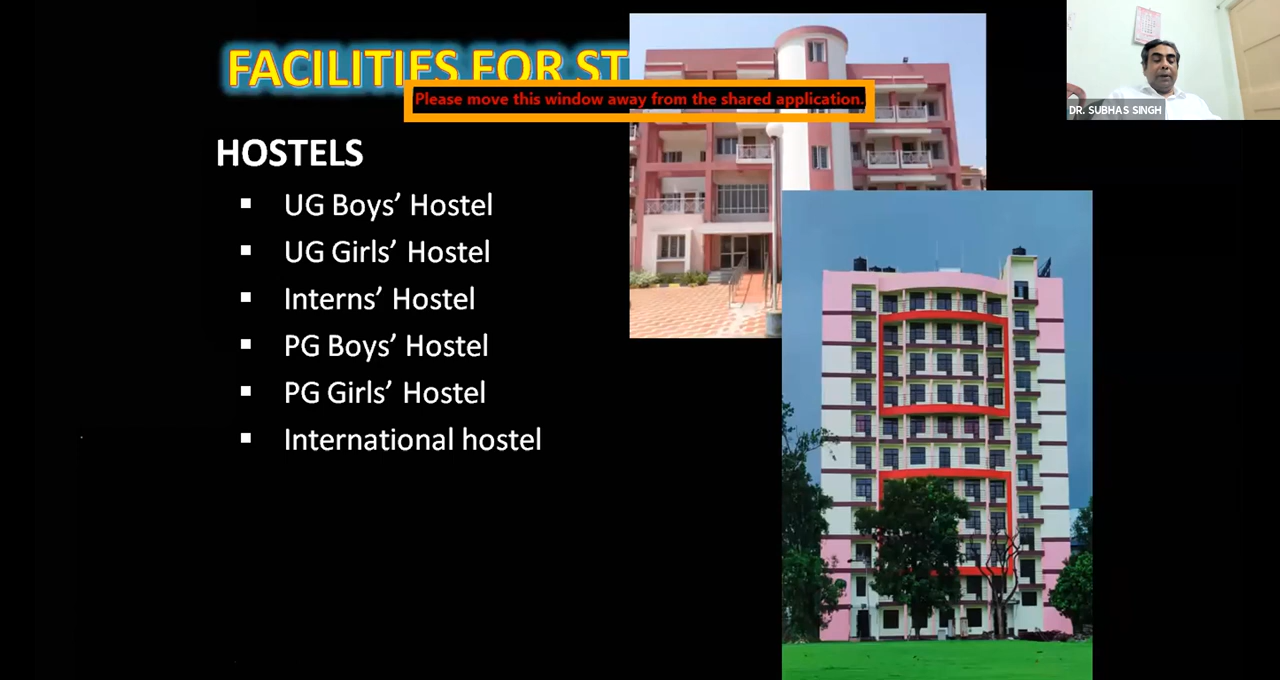 FACILITIES FOR ST
Please move this window away from the shared application.
DR. SUBHAS SINGH
HOSTELS
▪ UG Boys’ Hostel
▪ UG Girls’ Hostel
▪ Interns’ Hostel
▪ PG Boys’ Hostel
▪ PG Girls’ Hostel
▪ International hostel